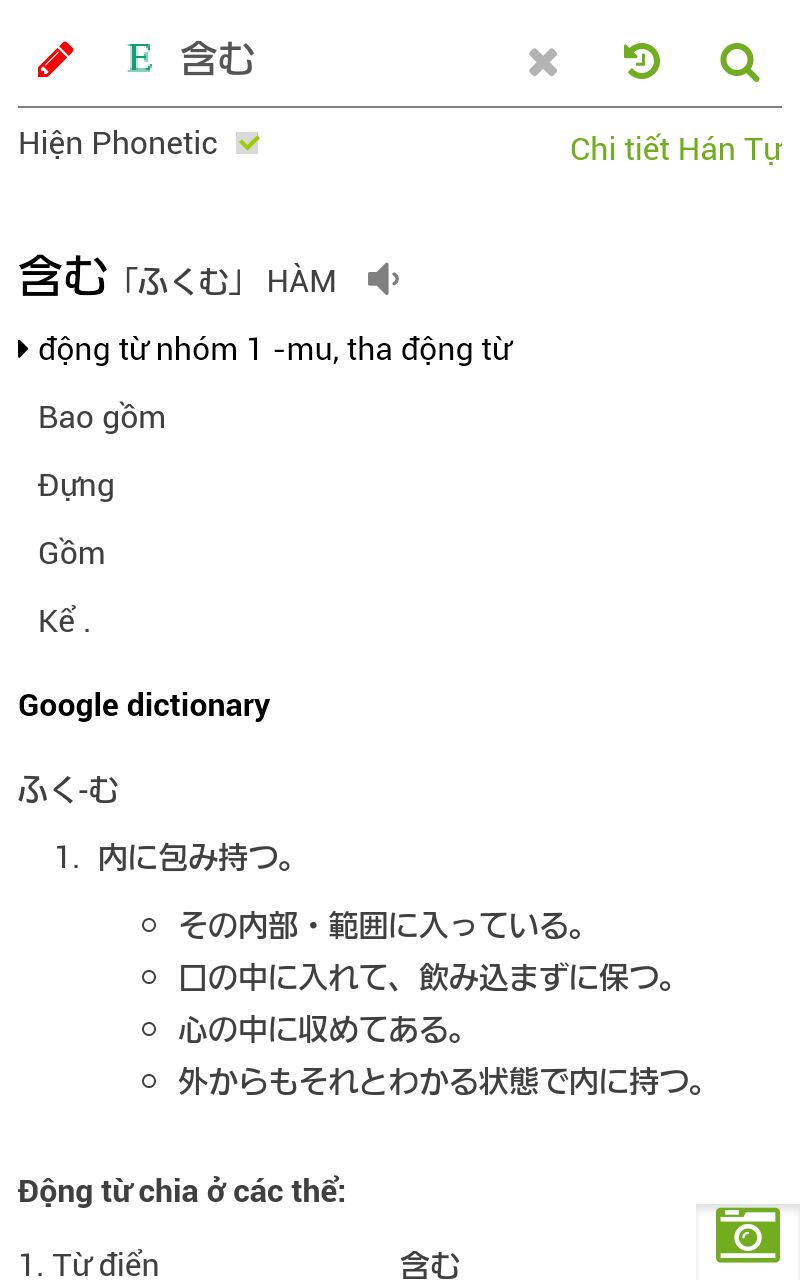 E 含む
Hiện Phonetic
Chi tiết Hán Tự
含む「ふくむ」 HÀM
động từ nhóm 1 -mu, tha động từ
Bao gồm
Đựng
Gồm
Kể .
Google dictionary
ふく-む
1. 内に包み持つ。
その内部・範囲に入っている。
口の中に入れて、飲み込まずに保つ。
心の中に収めてある。
外からもそれとわかる状態で内に持つ。
Động từ chia ở các thể:
1. Từ điển 含む